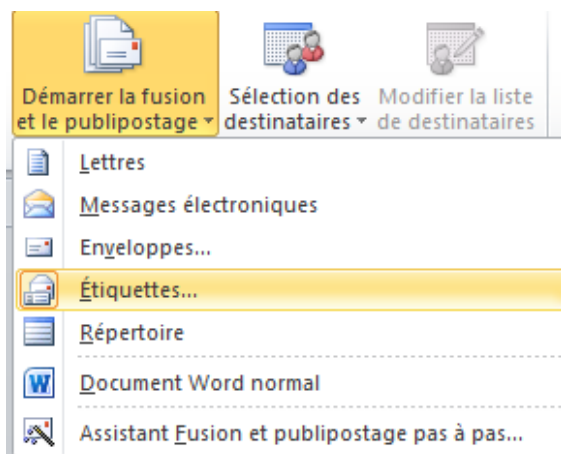 Démarrer la fusion
et le publipostage
Sélection des
destinataires
Modifier la liste
de destinataires
Lettres
Messages électroniques
Enveloppes...
Étiquettes...
Répertoire
Document Word normal
Assistant Fusion et publipostage pas à pas...